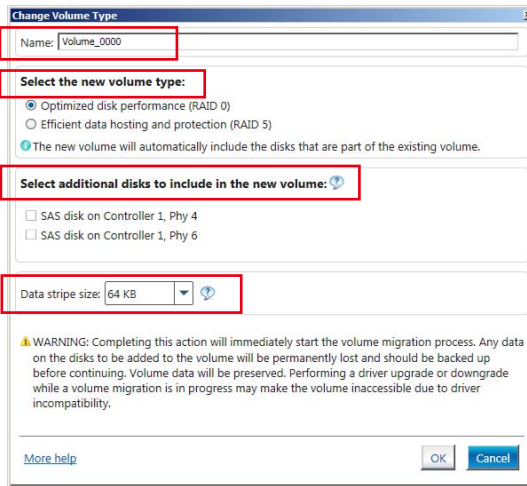 Change Volume Type
Name: Volume_0000
Select the new volume type:
Optimized disk performance (RAID 0)
Efficient data hosting and protection (RAID 5)
The new volume will automatically include the disks that are part of the existing volume.
Select additional disks to include in the new volume:
SAS disk on Controller 1, Phy 4
SAS disk on Controller 1, Phy 6
Data stripe size: 64 KB
WARNING: Completing this action will immediately start the volume migration process. Any data
on the disks to be added to the volume will be permanently lost and should be backed up
before continuing. Volume data will be preserved. Performing a driver upgrade or downgrade
while a volume migration is in progress may make the volume inaccessible due to driver
incompatibility.
More help
OK
Cancel